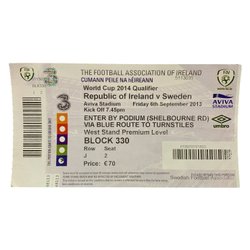 THE FOOTBALL ASSOCIATION OF IRELAND
CUMANN PEILE NA hÉIREANN
World Cup 2014 Qualifier
Republic of Ireland v Sweden
Aviva Stadium Friday 6th September 2013
Kick Off 7.45pm
ENTER BY PODIUM (SHELBOURNE RD)
VIA BLUE ROUTE TO TURNSTILES
West Stand Premium Level
BLOCK 330
Row Seat
J 2
Price: € 70
AVIVA
STADIUM
umbro